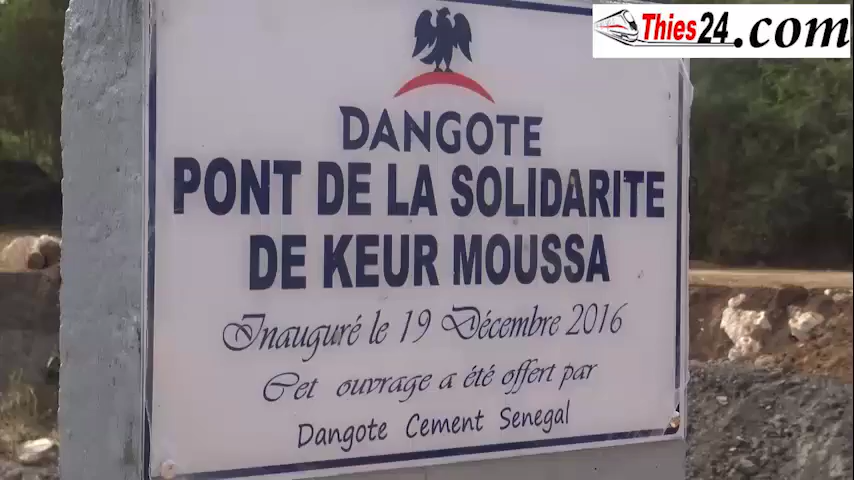 Thies24.com
DANGOTE
PONT DE LA SOLIDARITE
DE KEUR MOUSSA
Inauguré le 19 Décembre 2016
Cet ouvrage a été offert par
Dangote Cement Senegal